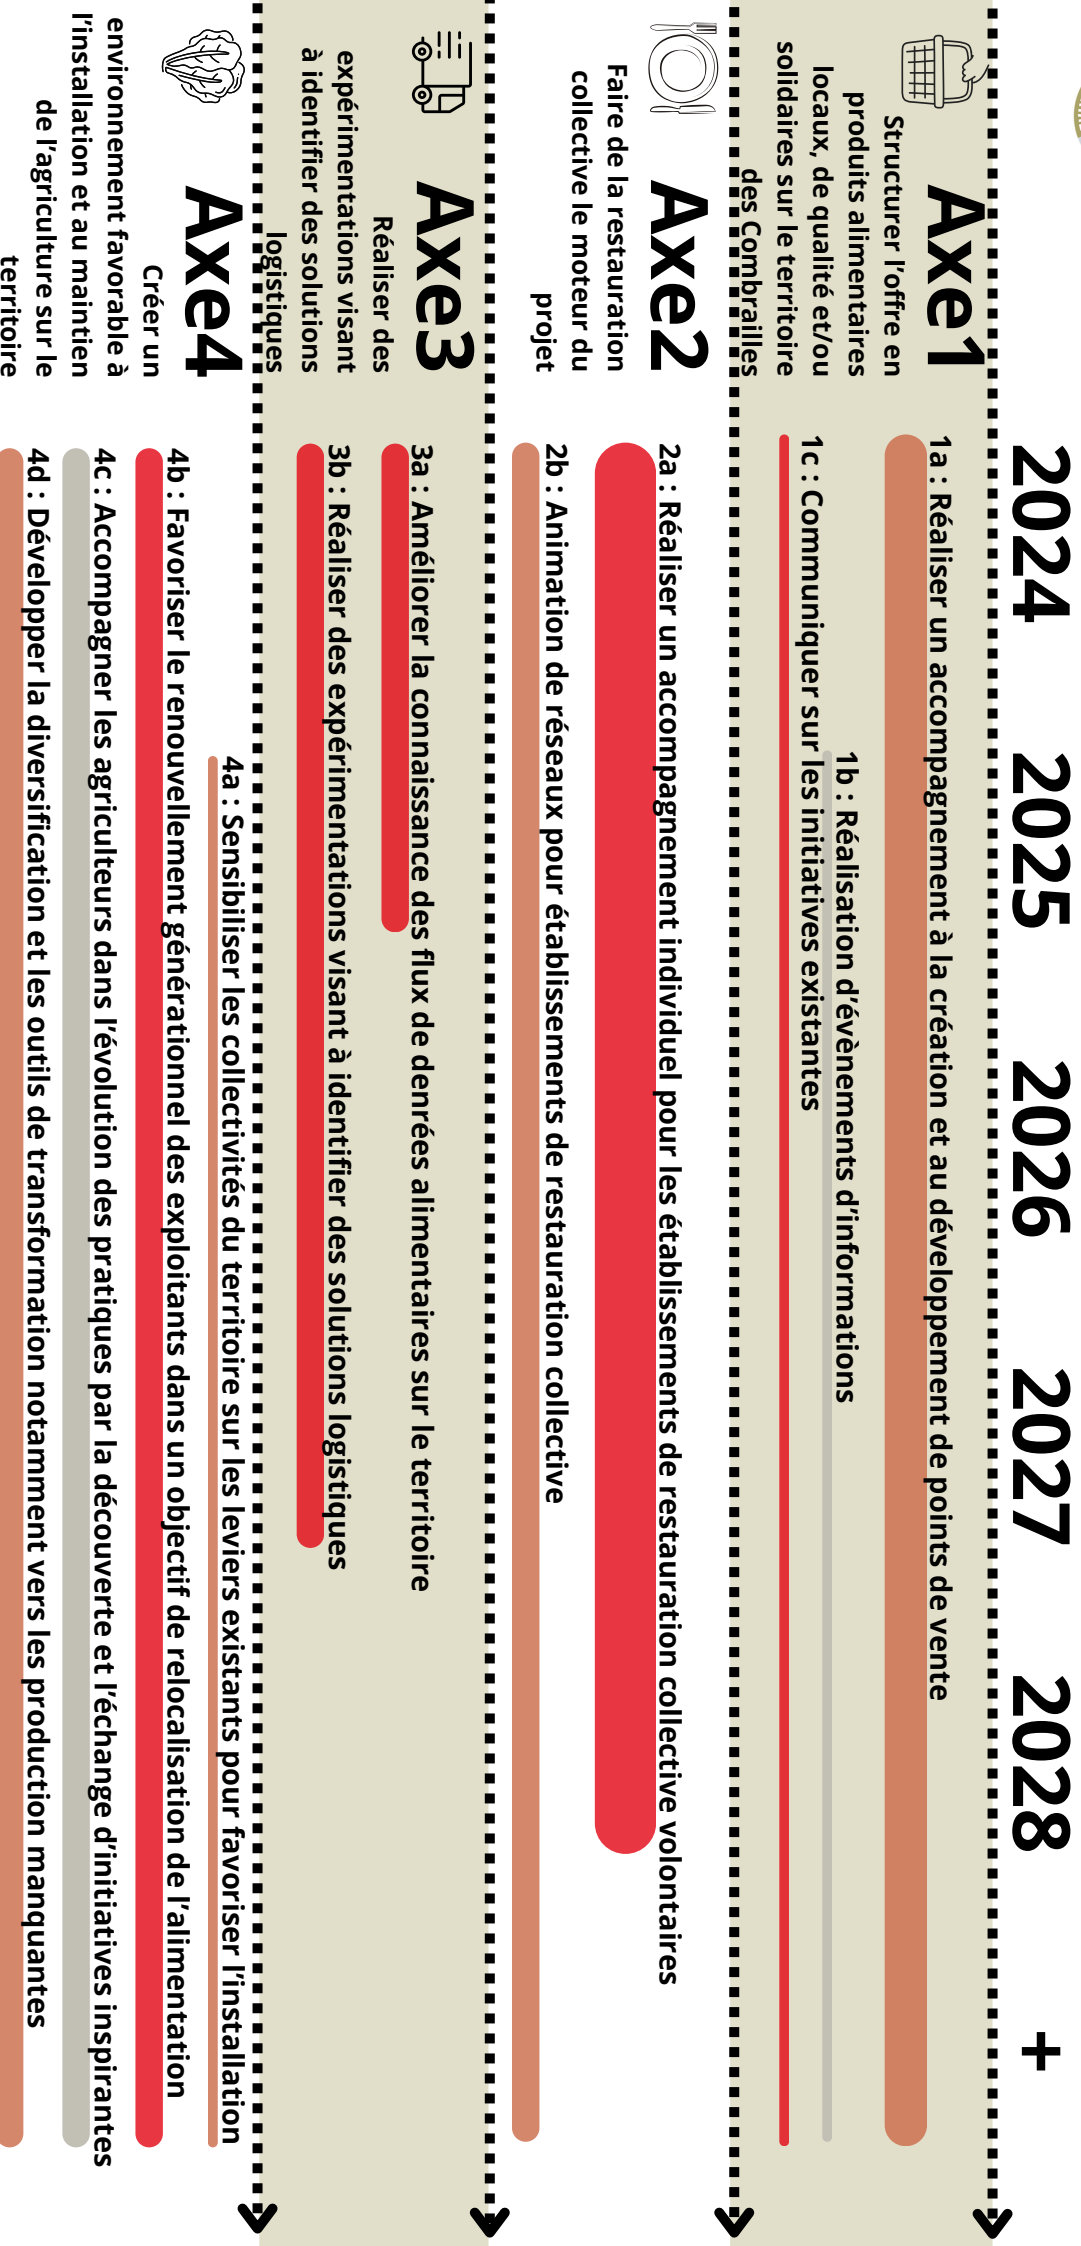 2024 2025 2026 2027 2028 +
Axe1
Structurer l'offre en
produits alimentaires
locaux, de qualité et/ou
solidaires sur le territoire
des Combrailles
1a : Réaliser un accompagnement à la création et au développement de points de vente
1b : Réalisation d'évènements d'informations
1c : Communiquer sur les initiatives existantes
Axe2
Faire de la restauration
collective le moteur du
projet
2a : Réaliser un accompagnement individuel pour les établissements de restauration collective volontaires
2b : Animation de réseaux pour établissements de restauration collective
Axe3
Réaliser des
expérimentations visant
à identifier des solutions
logistiques
3a : Améliorer la connaissance des flux de denrées alimentaires sur le territoire
3b : Réaliser des expérimentations visant à identifier des solutions logistiques
Axe4
Créer un
environnement favorable à
l'installation et au maintien
de l'agriculture sur le
territoire
4a : Sensibiliser les collectivités du territoire sur les leviers existants pour favoriser l'installation
4b : Favoriser le renouvellement générationnel des exploitants dans un objectif de relocalisation de l'alimentation
4c : Accompagner les agriculteurs dans l'évolution des pratiques par la découverte et l'échange d'initiatives inspirantes
4d : Développer la diversification et les outils de transformation notamment vers les production manquantes